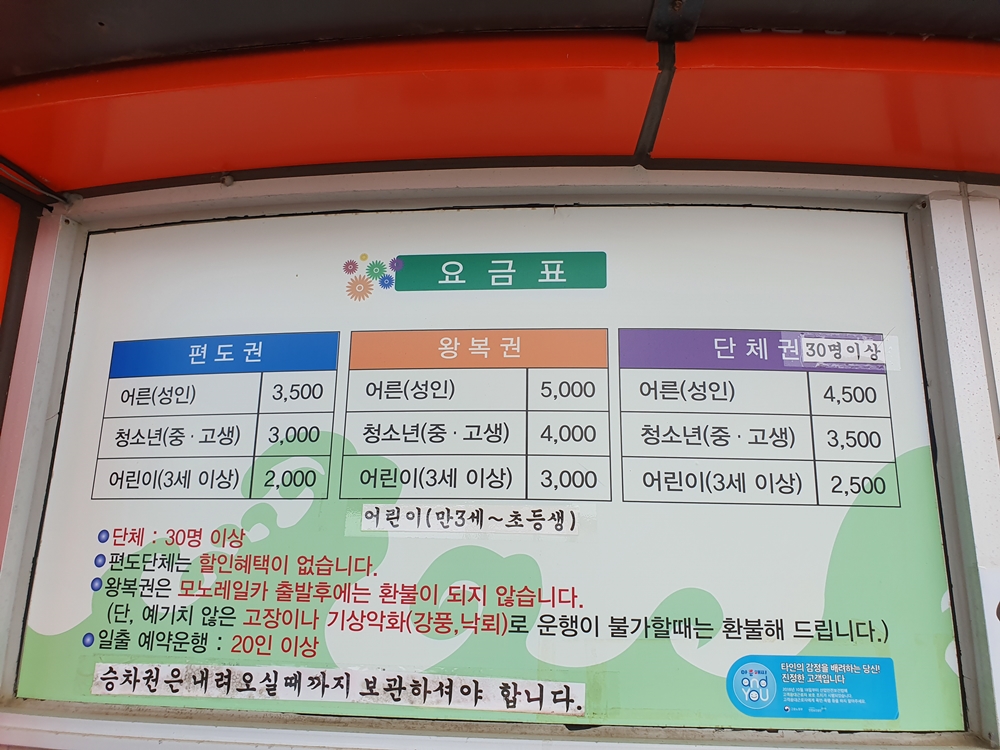 요금표
편도권
어른(성인) 3,500
청소년(중·고생) 3,000
어린이(3세 이상) 2,000
왕복권
어른(성인) 5,000
청소년(중·고생) 4,000
어린이(3세 이상) 3,000
어린이(만3세~초등생)
단체권 30명이상
어른(성인) 4,500
청소년(중·고생) 3,500
어린이(3세 이상) 2,500
단체 : 30명 이상
편도단체는 할인혜택이 없습니다.
왕복권은 모노레일카 출발후에는 환불이 되지 않습니다.
(단, 예기치 않은 고장이나 기상악화(강풍,낙뢰)로 운행이 불가할때는 환불해 드립니다.)
일출 예약운행 : 20인 이상
승차권은 내려오실때까지 보관하셔야 합니다.
and
YOU
타인의 감정을 배려하는 당신!
진정한 고객입니다